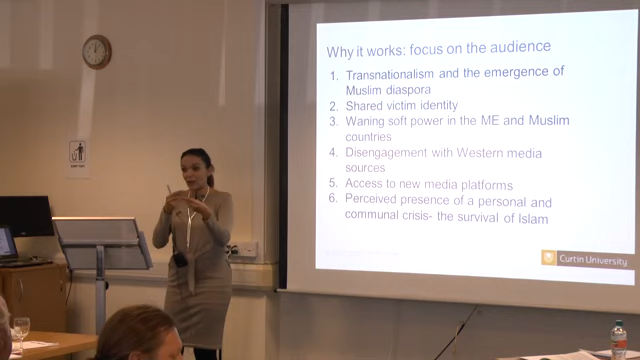 Why it works: focus on the audience
1. Transnationalism and the emergence of
Muslim diaspora
2. Shared victim identity
3. Waning soft power in the ME and Muslim
countries
4. Disengagement with Western media
sources
5. Access to new media platforms
6. Perceived presence of a personal and
communal crisis- the survival of Islam
Curtin University